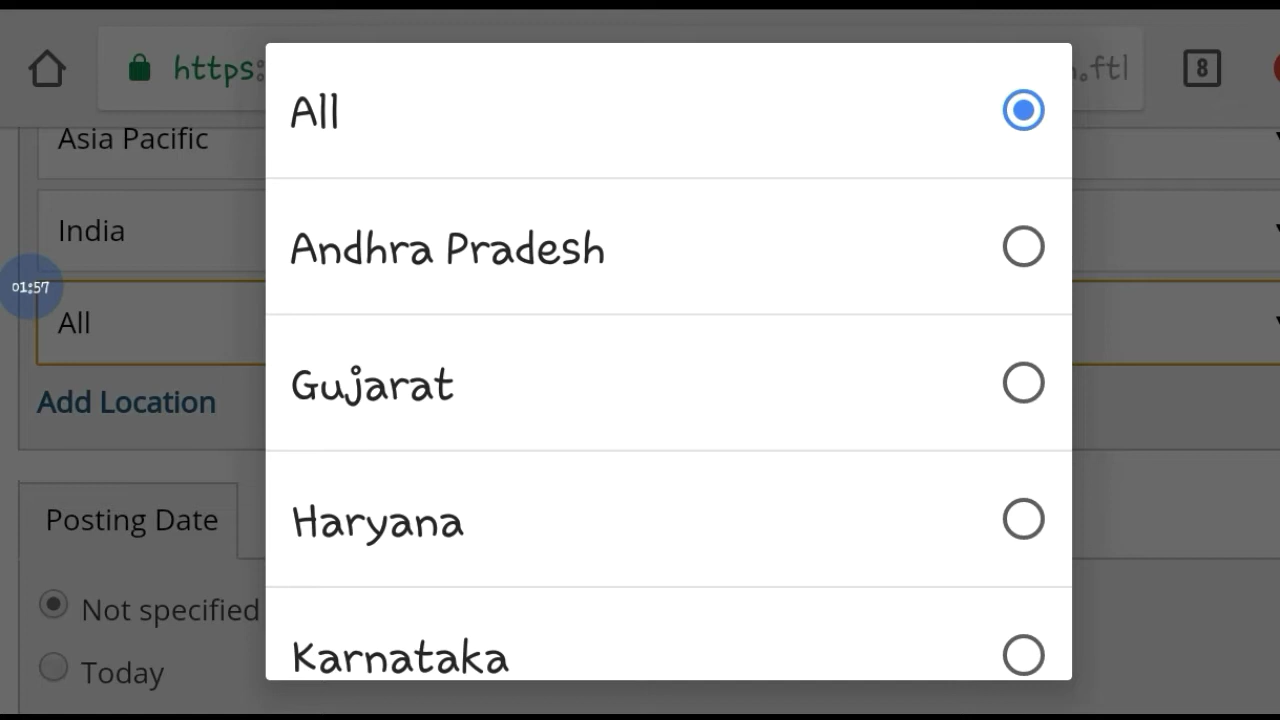 https: .ftl 8
All
Asia Pacific
Andhra Pradesh
India
01:57
All
Gujarat
Add Location
Haryana
Posting Date
Not specified
Karnataka
Today